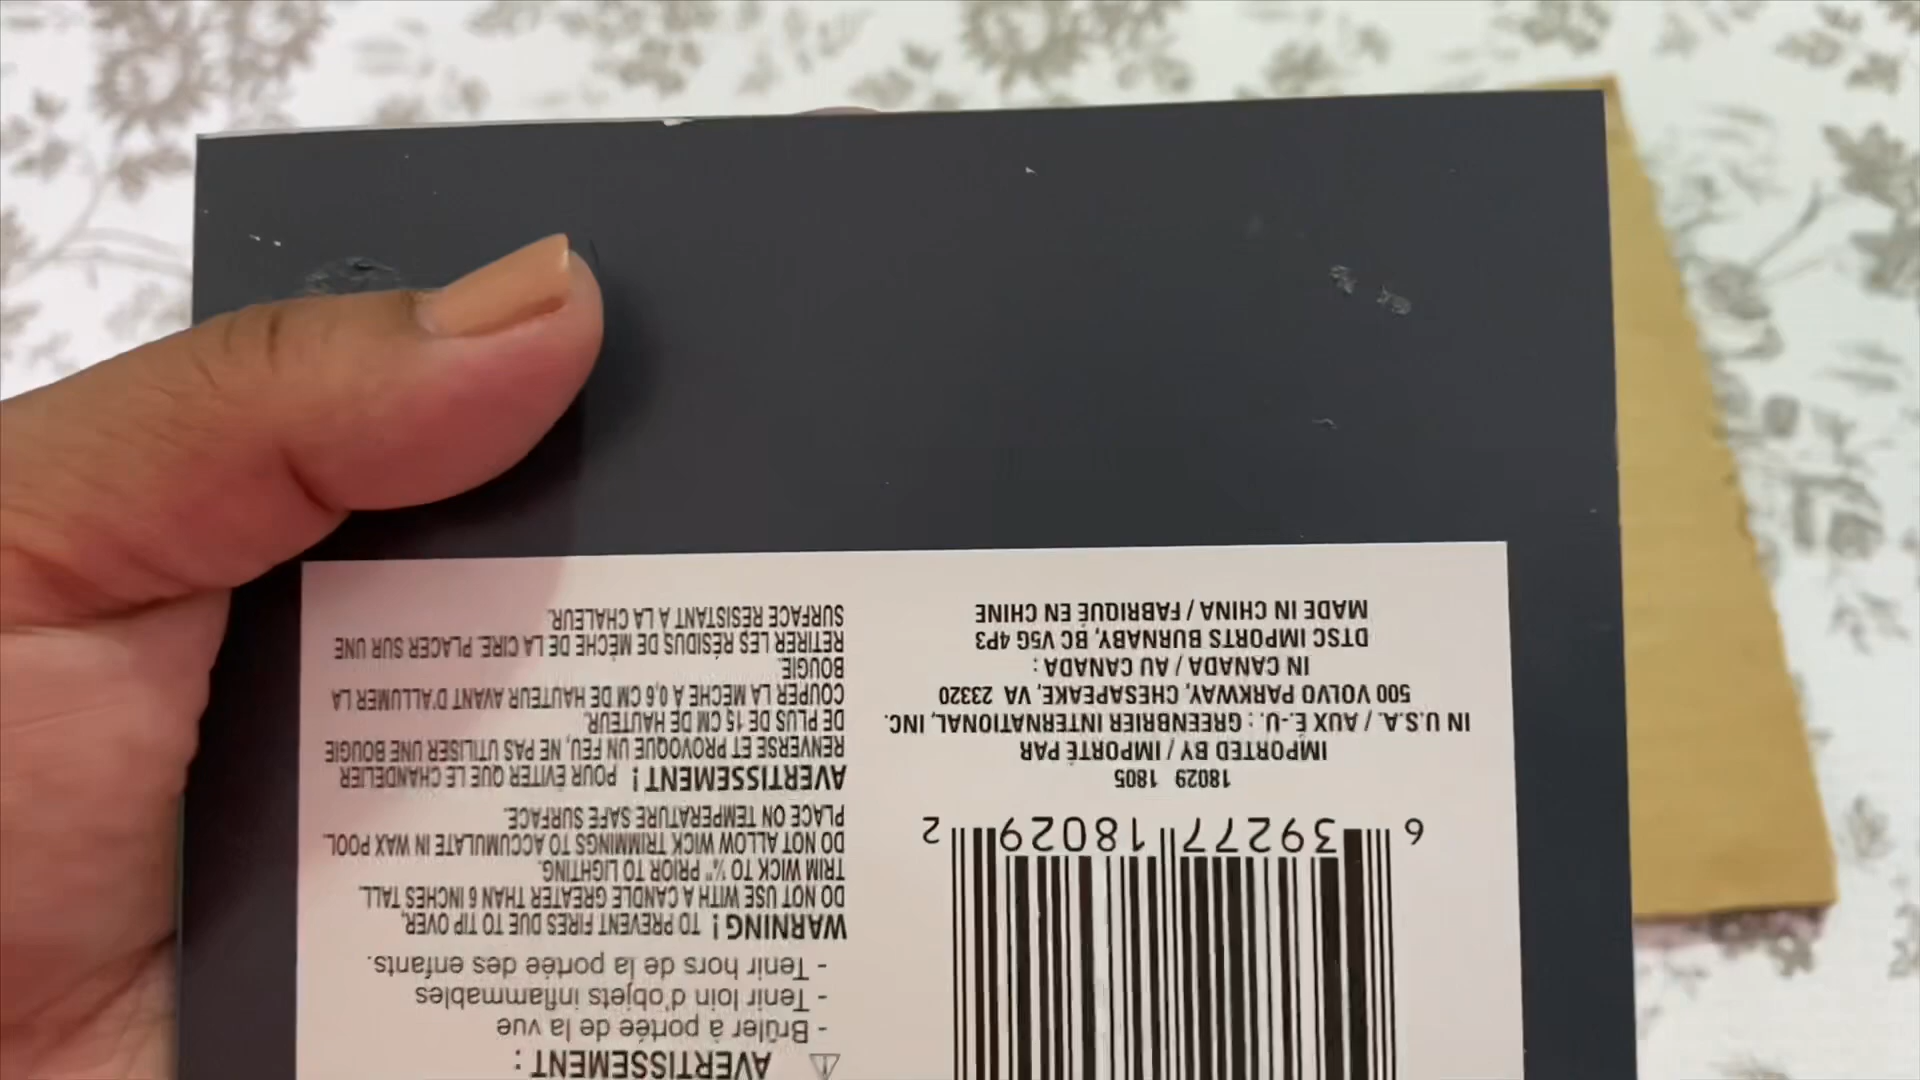 ⚠ AVERTISSEMENT :
- Brûler à portée de la vue
- Tenir loin d'objets inflammables
- Tenir hors de la portée des enfants.
WARNING ! TO PREVENT FIRES DUE TO TIP OVER,
DO NOT USE WITH A CANDLE GREATER THAN 6 INCHES TALL.
TRIM WICK TO ¼" PRIOR TO LIGHTING.
DO NOT ALLOW WICK TRIMMINGS TO ACCUMULATE IN WAX POOL.
PLACE ON TEMPERATURE SAFE SURFACE.
AVERTISSEMENT ! POUR ÉVITER QUE LE CHANDELIER
RENVERSE ET PROVOQUE UN FEU, NE PAS UTILISER UNE BOUGIE
DE PLUS DE 15 CM DE HAUTEUR.
COUPER LA MÈCHE À 0,6 CM DE HAUTEUR AVANT D'ALLUMER LA
BOUGIE.
RETIRER LES RÉSIDUS DE MÈCHE DE LA CIRE. PLACER SUR UNE
SURFACE RÉSISTANT À LA CHALEUR.
6 39277 18029 2
18029 1805
IMPORTED BY / IMPORTÉ PAR
IN U.S.A. / AUX É.-U. : GREENBRIER INTERNATIONAL, INC.
500 VOLVO PARKWAY, CHESAPEAKE, VA 23320
IN CANADA / AU CANADA :
DTSC IMPORTS BURNABY, BC V5G 4P3
MADE IN CHINA / FABRIQUÉ EN CHINE